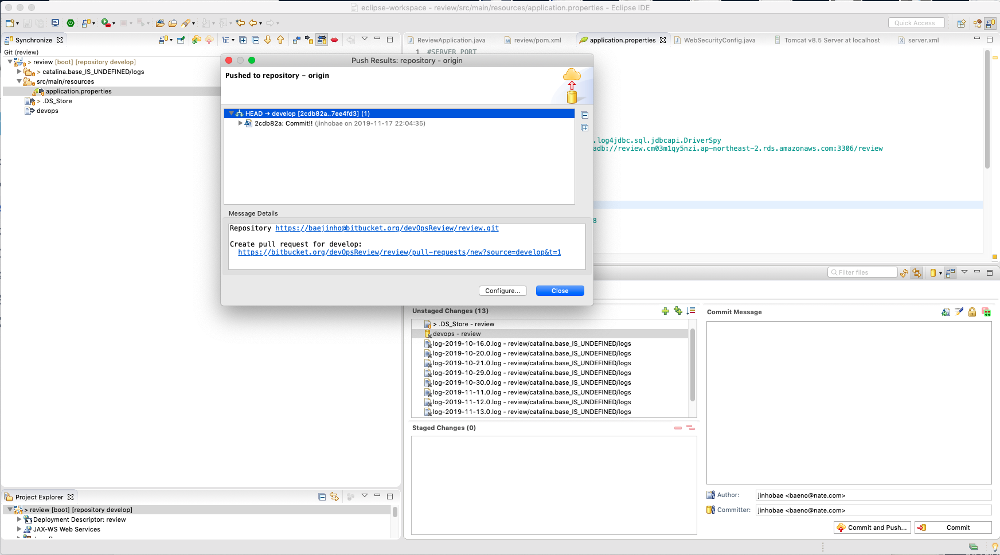 eclipse-workspace - review/src/main/resources/application.properties - Eclipse IDE
Quick Access
Synchronize
Git (review)
> review [boot] [repository develop]
> catalina.base_IS_UNDEFINED/logs
src/main/resources
application.properties
> .DS_Store
devops
ReviewApplication.java
review/pom.xml
application.properties
WebSecurityConfig.java
Tomcat v8.5 Server at localhost
server.xml
1 #SERVER PORT
.log4jdbc.sql.jdbcapi.DriverSpy
adb://review.cm03m1qy5nzi.ap-northeast-2.rds.amazonaws.com:3306/review
8
Push Results: repository - origin
Pushed to repository - origin
HEAD → develop [2cdb82a..7ee4fd3] (1)
2cdb82a: Commit!! (jinhobae on 2019-11-17 22:04:35)
Message Details
Repository https://baejinho@bitbucket.org/devOpsReview/review.git
Create pull request for develop:
https://bitbucket.org/devOpsReview/review/pull-requests/new?source=develop&t=1
Configure...
Close
Filter files
Unstaged Changes (13)
> .DS_Store - review
devops - review
log-2019-10-16.0.log - review/catalina.base_IS_UNDEFINED/logs
log-2019-10-20.0.log - review/catalina.base_IS_UNDEFINED/logs
log-2019-10-21.0.log - review/catalina.base_IS_UNDEFINED/logs
log-2019-10-29.0.log - review/catalina.base_IS_UNDEFINED/logs
log-2019-10-30.0.log - review/catalina.base_IS_UNDEFINED/logs
log-2019-11-11.0.log - review/catalina.base_IS_UNDEFINED/logs
log-2019-11-12.0.log - review/catalina.base_IS_UNDEFINED/logs
log-2019-11-13.0.log - review/catalina.base_IS_UNDEFINED/logs
Staged Changes (0)
Commit Message
Author: jinhobae <baeno@nate.com>
Committer: jinhobae <baeno@nate.com>
Commit and Push...
Commit
Project Explorer
> review [boot] [repository develop]
Deployment Descriptor: review
JAX-WS Web Services